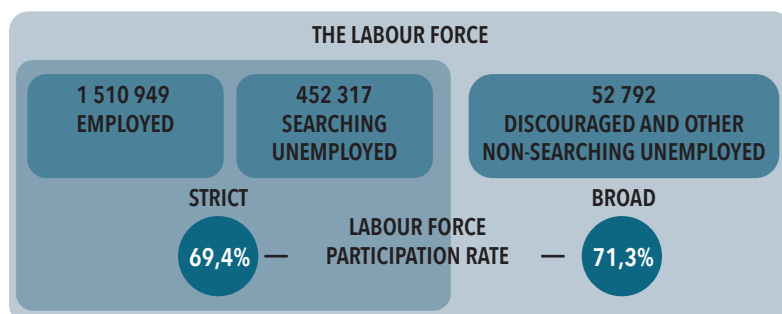 THE LABOUR FORCE
1 510 949
EMPLOYED
452 317
SEARCHING
UNEMPLOYED
52 792
DISCOURAGED AND OTHER
NON-SEARCHING UNEMPLOYED
STRICT
BROAD
LABOUR FORCE
PARTICIPATION RATE
69,4%
71,3%